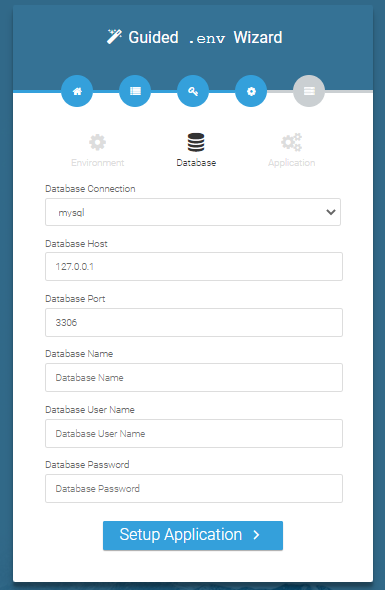 Guided .env Wizard
Environment Database Application
Database Connection
mysql
Database Host
127.0.0.1
Database Port
3306
Database Name
Database Name
Database User Name
Database User Name
Database Password
Database Password
Setup Application